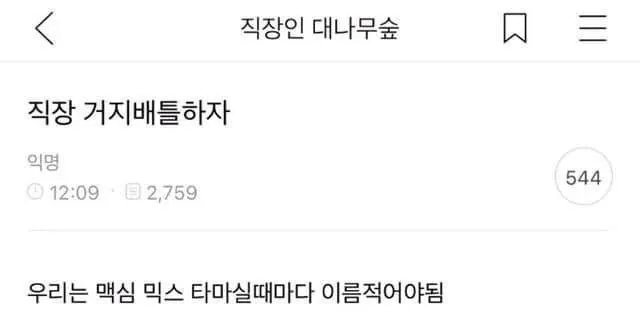 직장인 대나무숲
직장 거지배틀하자
익명
12:09 · 2,759
544
우리는 맥심 믹스 타마실때마다 이름적어야됨